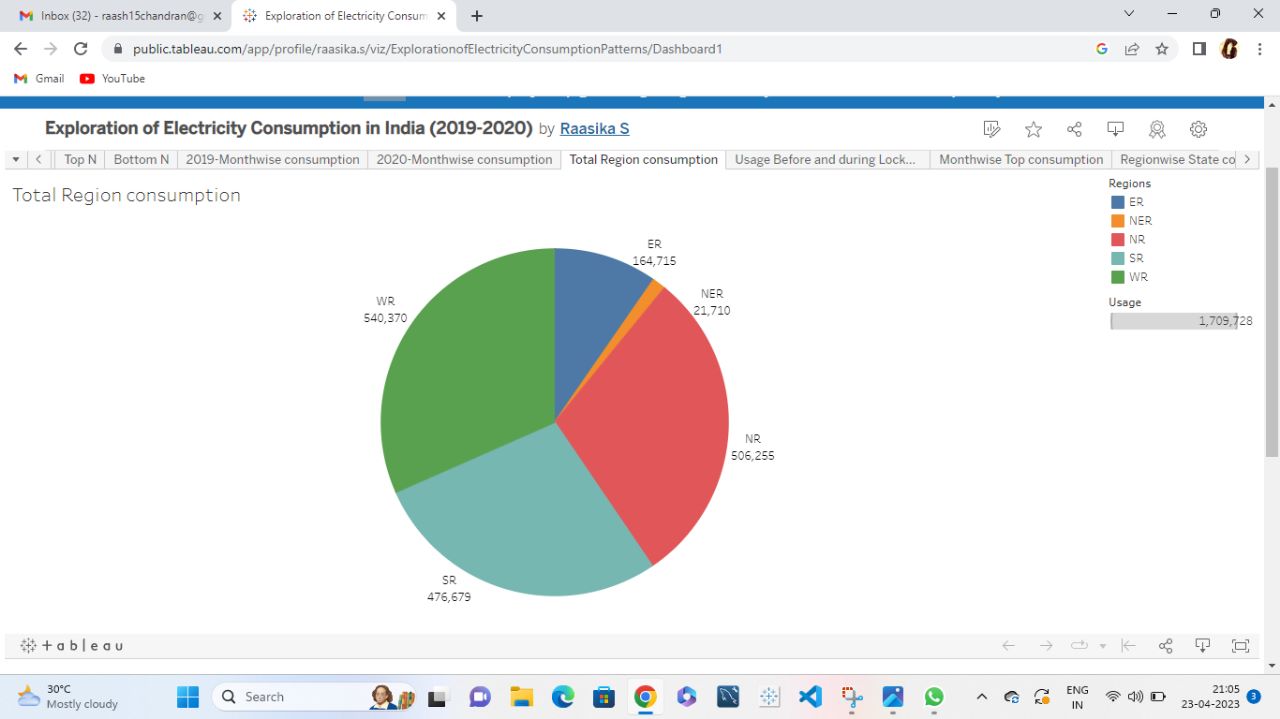 Inbox (32) - raash15chandran@g
Exploration of Electricity Consum
public.tableau.com/app/profile/raasika.s/viz/ExplorationofElectricityConsumptionPatterns/Dashboard1
Gmail YouTube
Exploration of Electricity Consumption in India (2019-2020) by Raasika S
Top N Bottom N 2019-Monthwise consumption 2020-Monthwise consumption Total Region consumption Usage Before and during Lock... Monthwise Top consumption Regionwise State co
Total Region consumption
Regions
ER
NER
NR
SR
WR
Usage
1,709,728
ER
164,715
NER
21,710
WR
540,370
NR
506,255
SR
476,679
+ a b l e a u
30°C
Mostly cloudy
Search
ENG
IN
21:05
23-04-2023
3